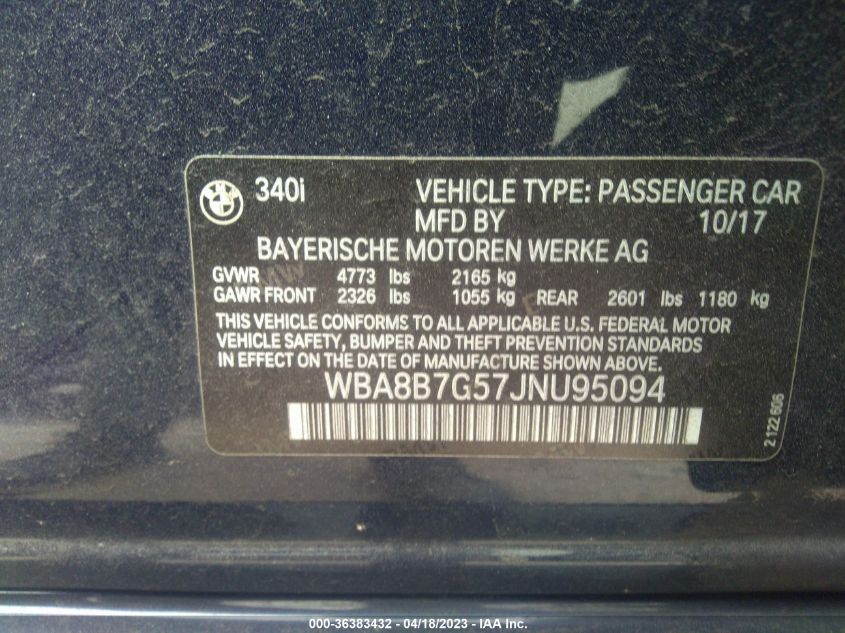 340i VEHICLE TYPE: PASSENGER CAR
MFD BY 10/17
BAYERISCHE MOTOREN WERKE AG
GVWR 4773 lbs 2165 kg
GAWR FRONT 2326 lbs 1055 kg REAR 2601 lbs 1180 kg
THIS VEHICLE CONFORMS TO ALL APPLICABLE U.S. FEDERAL MOTOR
VEHICLE SAFETY, BUMPER AND THEFT PREVENTION STANDARDS
IN EFFECT ON THE DATE OF MANUFACTURE SHOWN ABOVE.
WBA8B7G57JNU95094
2 122 606
000-36383432 - 04/18/2023 - IAA Inc.